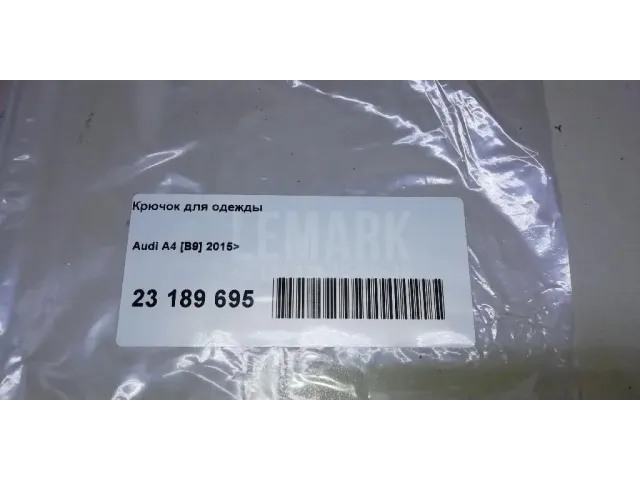 Крючок для одежды
LEMARK
Audi A4 [B9] 2015>
23 189 695